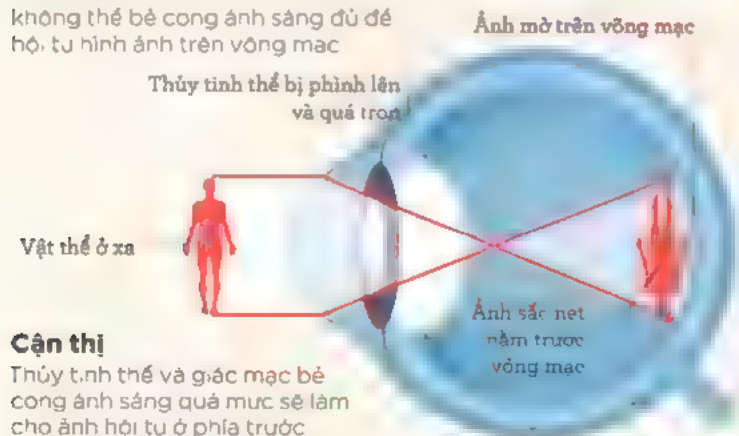 không thể bẻ cong ánh sáng đủ để
hội tụ hình ảnh trên võng mạc
Ảnh mờ trên võng mạc
Thủy tinh thể bị phình lên
và quá tròn
Vật thể ở xa
Ảnh sắc nét
nằm trước
võng mạc
Cận thị
Thủy tinh thể và giác mạc bẻ
cong ánh sáng quá mức sẽ làm
cho ảnh hội tụ ở phía trước